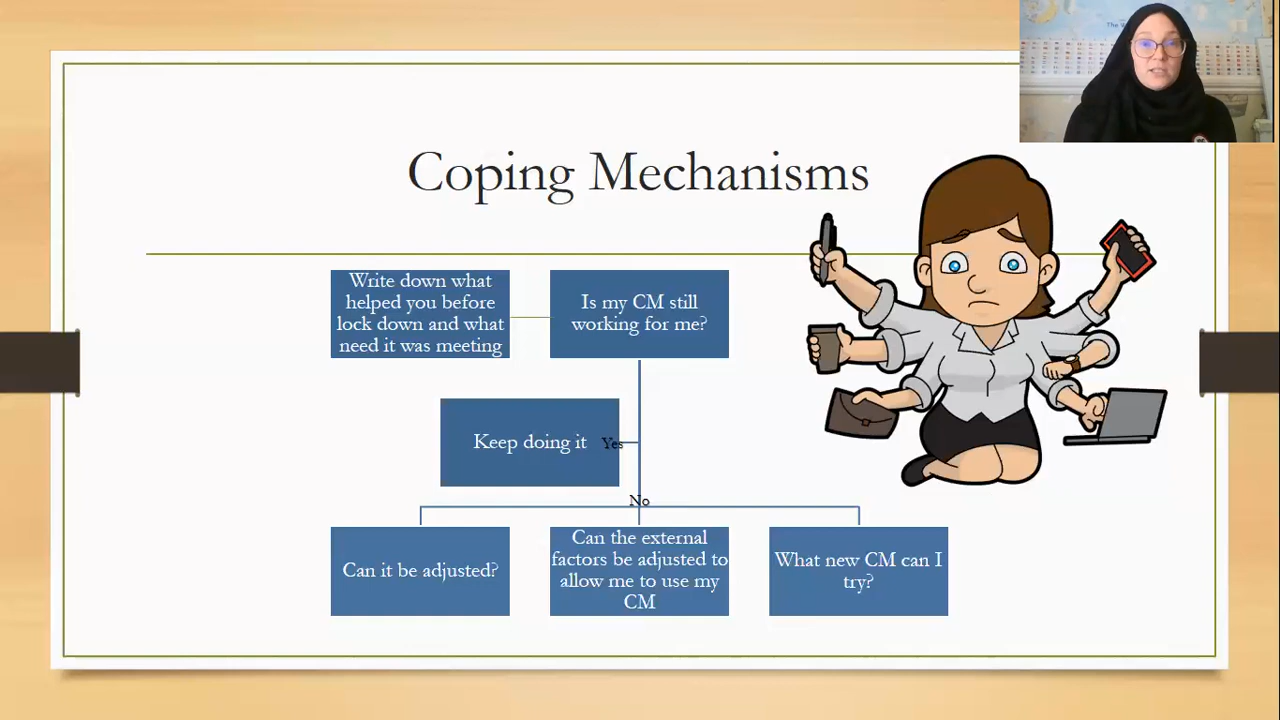 Coping Mechanisms
Write down what
helped you before
lock down and what
need it was meeting
Is my CM still
working for me?
Keep doing it
Yes
No
Can it be adjusted?
Can the external
factors be adjusted to
allow me to use my
CM
What new CM can I
try?